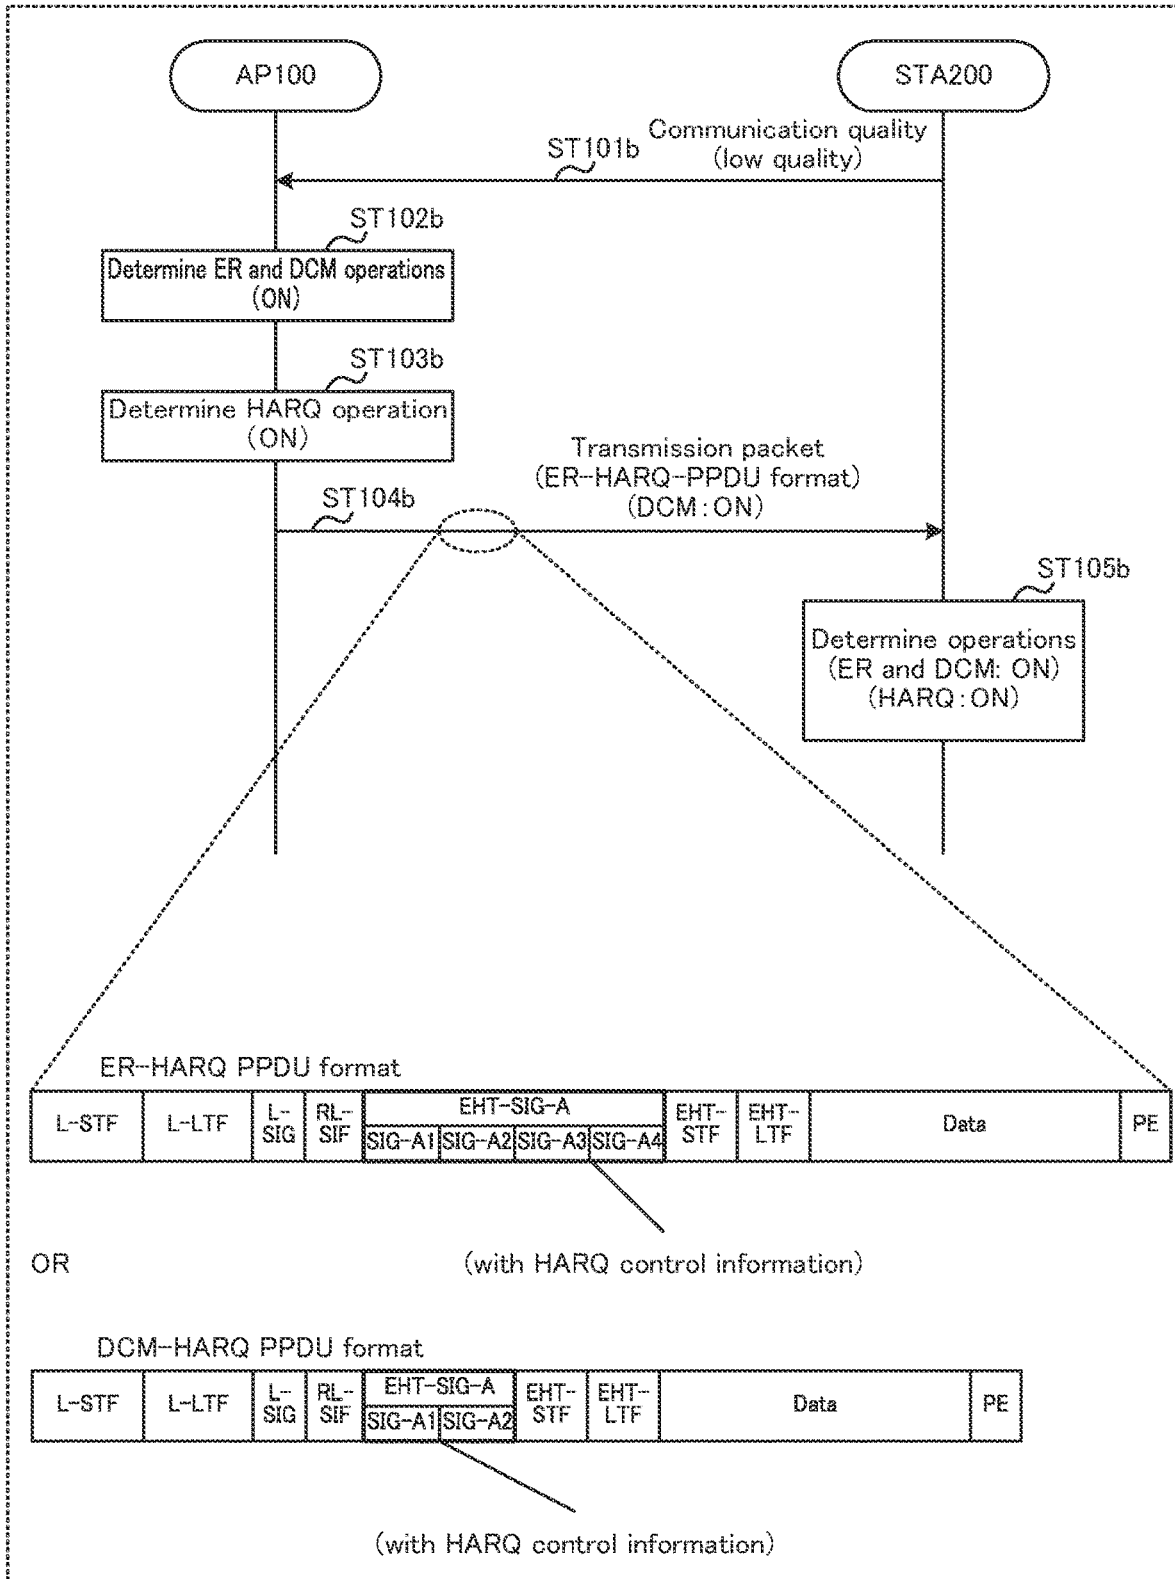 AP100
STA200
Communication quality
(low quality)
ST101b
ST102b
Determine ER and DCM operations
(ON)
ST103b
Determine HARQ operation
(ON)
Transmission packet
(ER-HARQ-PPDU format)
(DCM:ON)
ST104b
ST105b
Determine operations
(ER and DCM: ON)
(HARQ:ON)
ER-HARQ PPDU format
L-STF
L-LTF
L-
SIG
RL-
SIF
EHT-SIG-A
SIG-A1
SIG-A2
SIG-A3
SIG-A4
EHT-
STF
EHT-
LTF
Data
PE
(with HARQ control information)
OR
DCM-HARQ PPDU format
L-STF
L-LTF
L-
SIG
RL-
SIF
EHT-SIG-A
SIG-A1
SIG-A2
EHT-
STF
EHT-
LTF
Data
PE
(with HARQ control information)